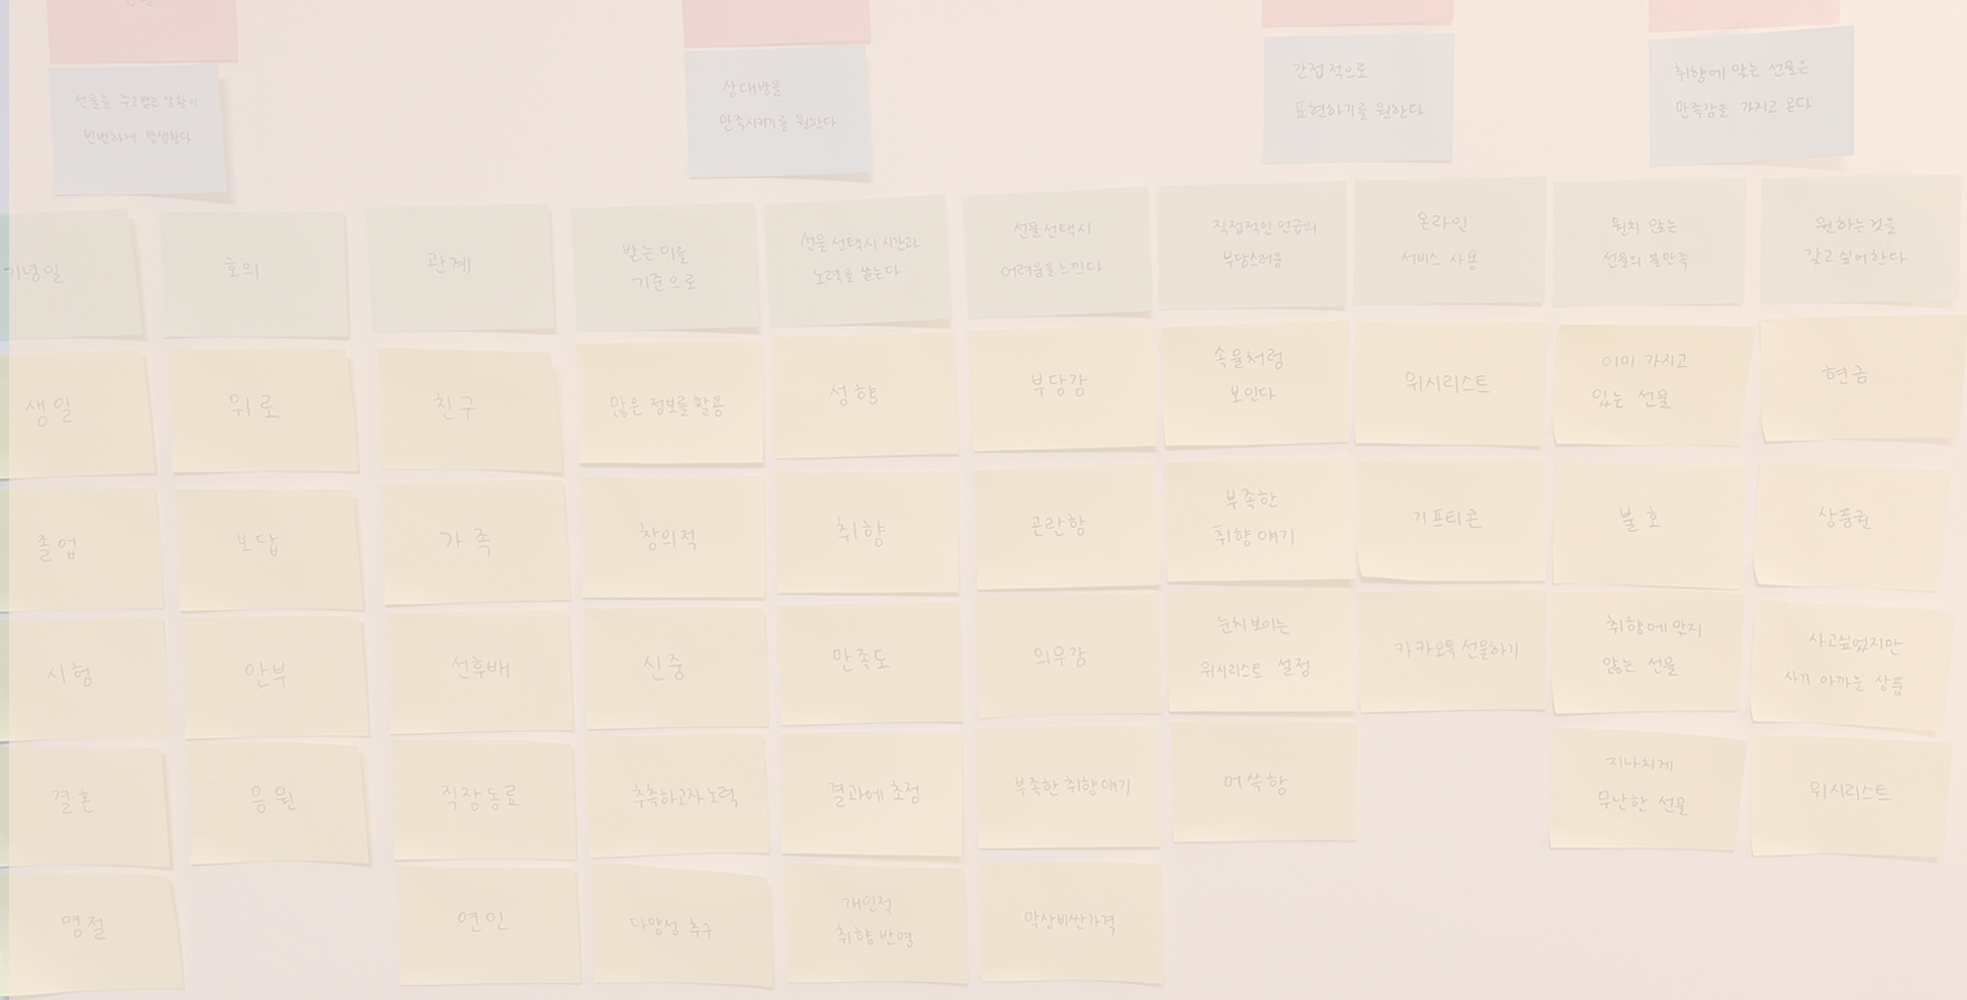 선물을 주고받는 상황이
빈번하게 발생한다
상대방을
만족시키기를 원한다
간접적으로
표현하기를 원한다
취향에 맞는 선물은
만족감을 가지고 온다
기념일
호의
관계
받는 이를
기준으로
선물 선택시 시간과
노력을 쏟는다
선물 선택시
어려움을 느낀다
직접적인 언급의
부담스러움
온라인
서비스 사용
원치 않는
선물의 불만족
원하는 것을
갖고 싶어한다
생일
위로
친구
많은 정보를 활용
성향
부담감
속물처럼
보인다
위시리스트
이미 가지고
있는 선물
현금
졸업
보답
가족
창의적
취향
곤란함
부족한
취향 얘기
기프티콘
불호
상품권
시험
안부
선후배
신중
만족도
의무감
눈치 보이는
위시리스트 설정
카카오톡 선물하기
취향에 맞지
않는 선물
사고싶었지만
사기 아까운 상품
결혼
응원
직장동료
추측하고자 노력
결과에 초점
부족한 취향얘기
머쓱함
지나치게
무난한 선물
위시리스트
명절
연인
다양성 추구
개인적
취향 반영
막상비싼가격